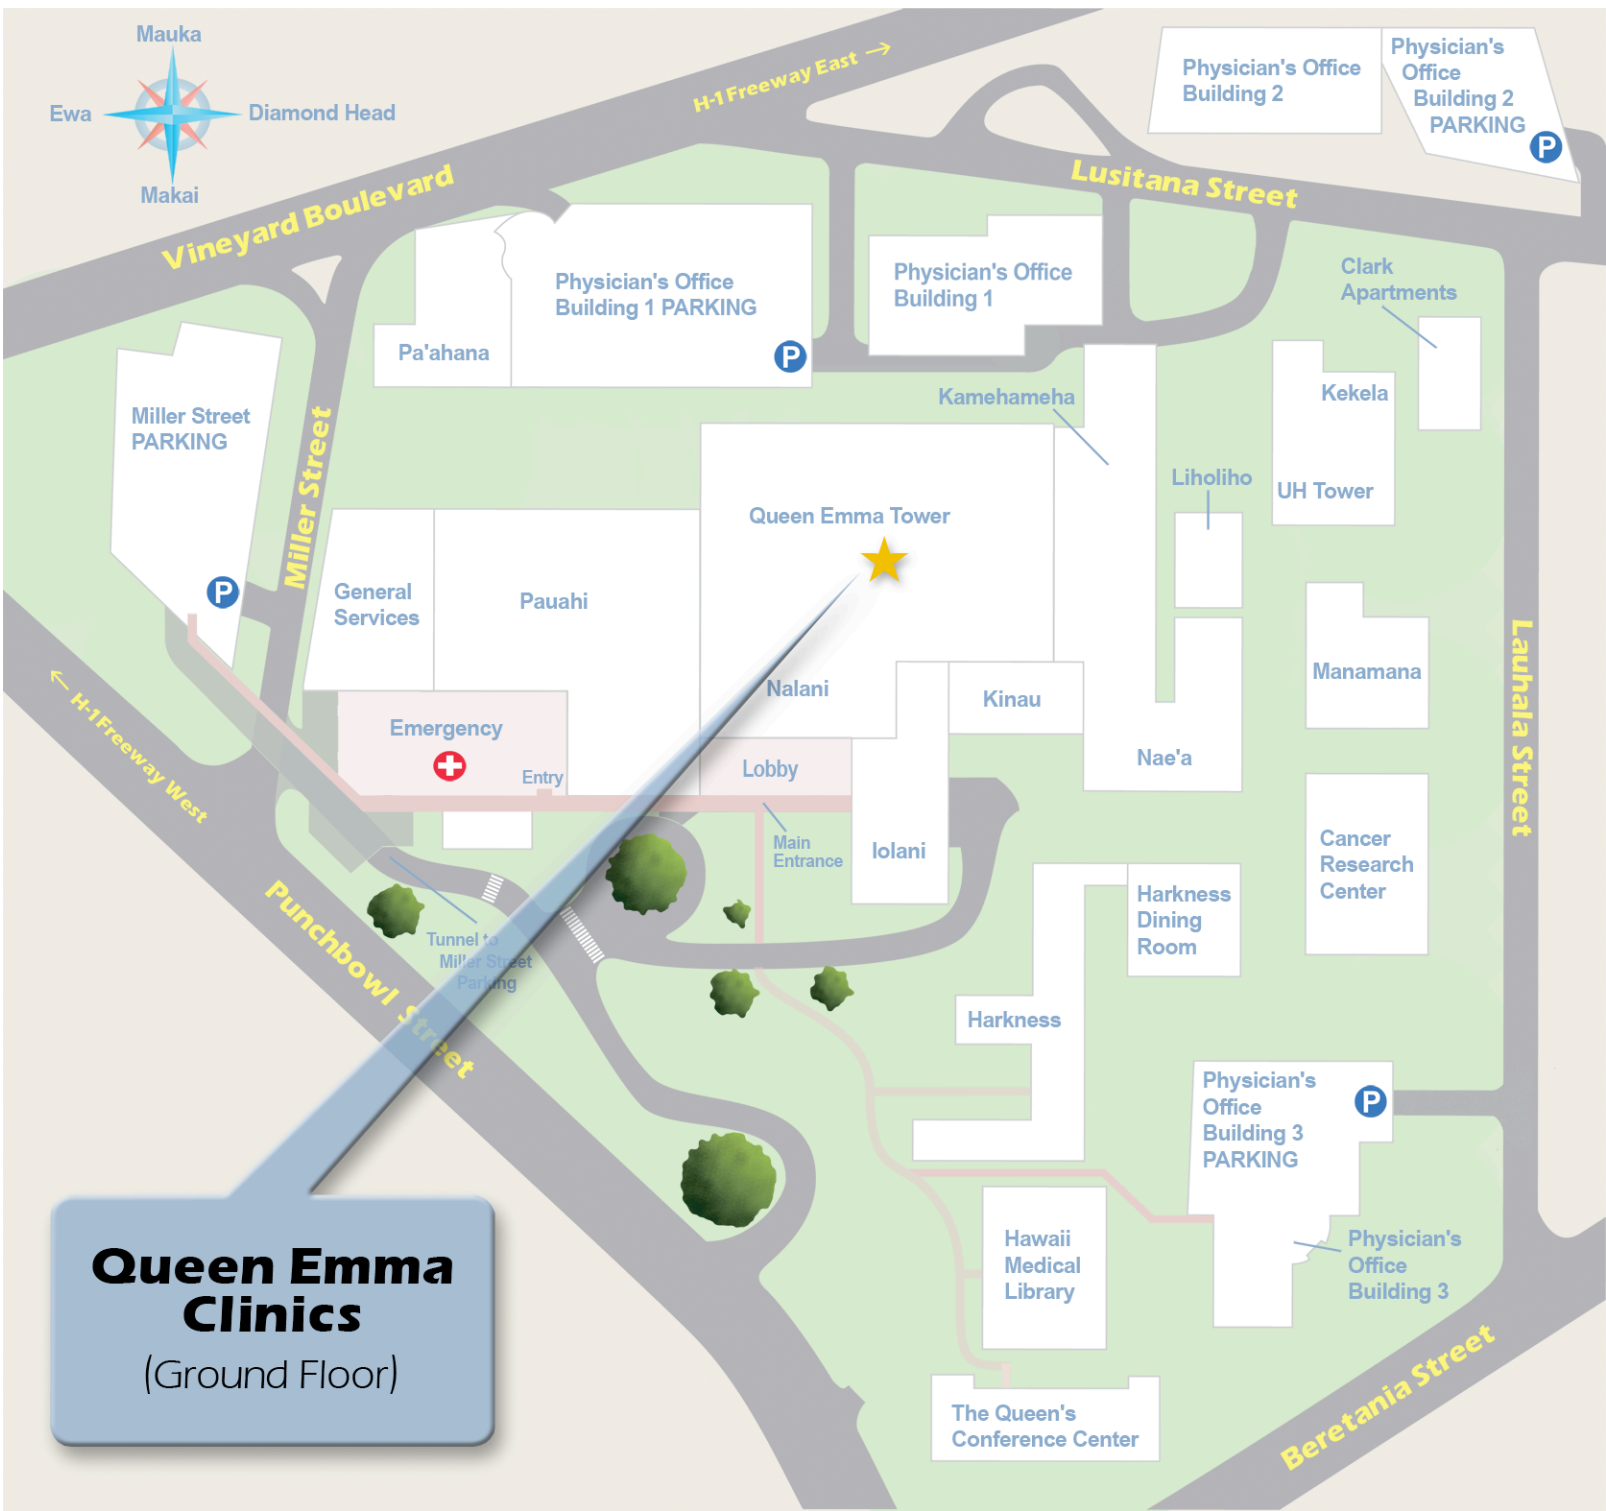 Mauka
Ewa
Diamond Head
Makai
H-1 Freeway East →
Vineyard Boulevard
Physician's Office
Building 2
Physician's
Office
Building 2
PARKING
P
Lusitana Street
Physician's Office
Building 1 PARKING
P
Pa'ahana
Physician's Office
Building 1
Clark
Apartments
Miller Street
PARKING
P
Miller Street
Kamehameha
Kekela
UH Tower
Liholiho
Queen Emma Tower
General
Services
Pauahi
Nalani
Kinau
Nae'a
Manamana
Lauhala Street
Emergency
Entry
Lobby
Main
Entrance
Iolani
← H-1 Freeway West
Tunnel to
Miller Street
Parking
Punchbowl Street
Cancer
Research
Center
Harkness
Dining
Room
Harkness
Physician's
Office
Building 3
PARKING
P
Physician's
Office
Building 3
Hawaii
Medical
Library
The Queen's
Conference Center
Beretania Street
Queen Emma
Clinics
(Ground Floor)